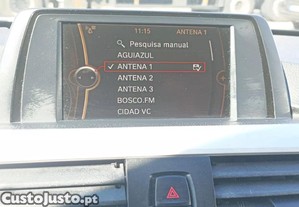 11:15 ANTENA 1
Pesquisa manual
AGUIAZUL
ANTENA 1
ANTENA 2
ANTENA 3
BOSCO.FM
CIDAD VC
CustoJusto.pt